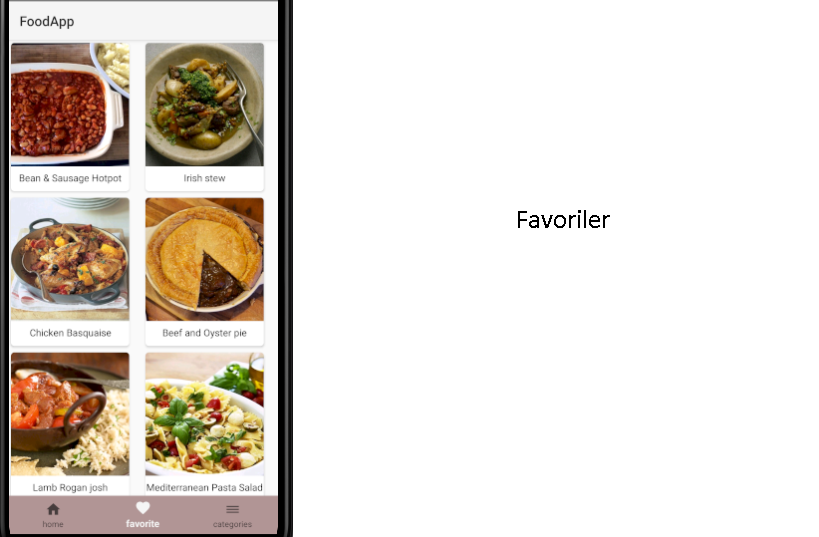 FoodApp
Bean & Sausage Hotpot
Irish stew
Chicken Basquaise
Beef and Oyster pie
Lamb Rogan josh
Mediterranean Pasta Salad
home
favorite
categories
Favoriler